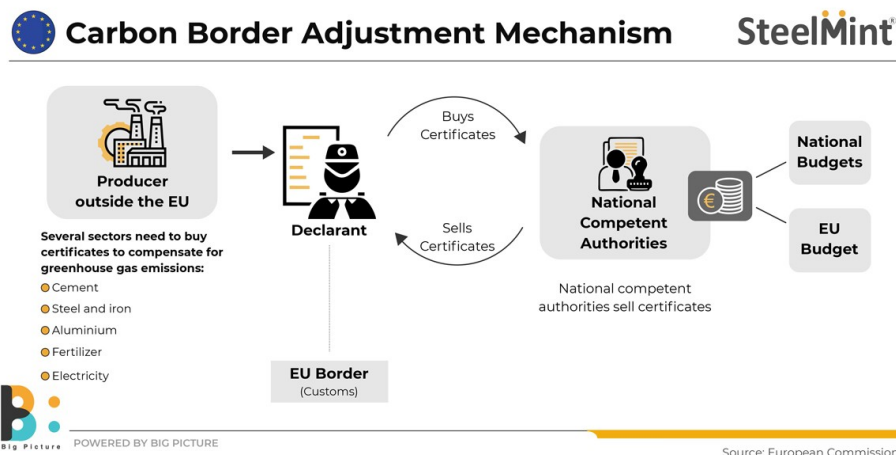 Carbon Border Adjustment Mechanism
SteelMint
Producer
outside the EU
Several sectors need to buy
certificates to compensate for
greenhouse gas emissions:
Cement
Steel and iron
Aluminium
Fertilizer
Electricity
Declarant
EU Border
(Customs)
Buys
Certificates
Sells
Certificates
National
Competent
Authorities
€
National competent
authorities sell certificates
National
Budgets
EU
Budget
Big Picture
POWERED BY BIG PICTURE
Source: European Commission